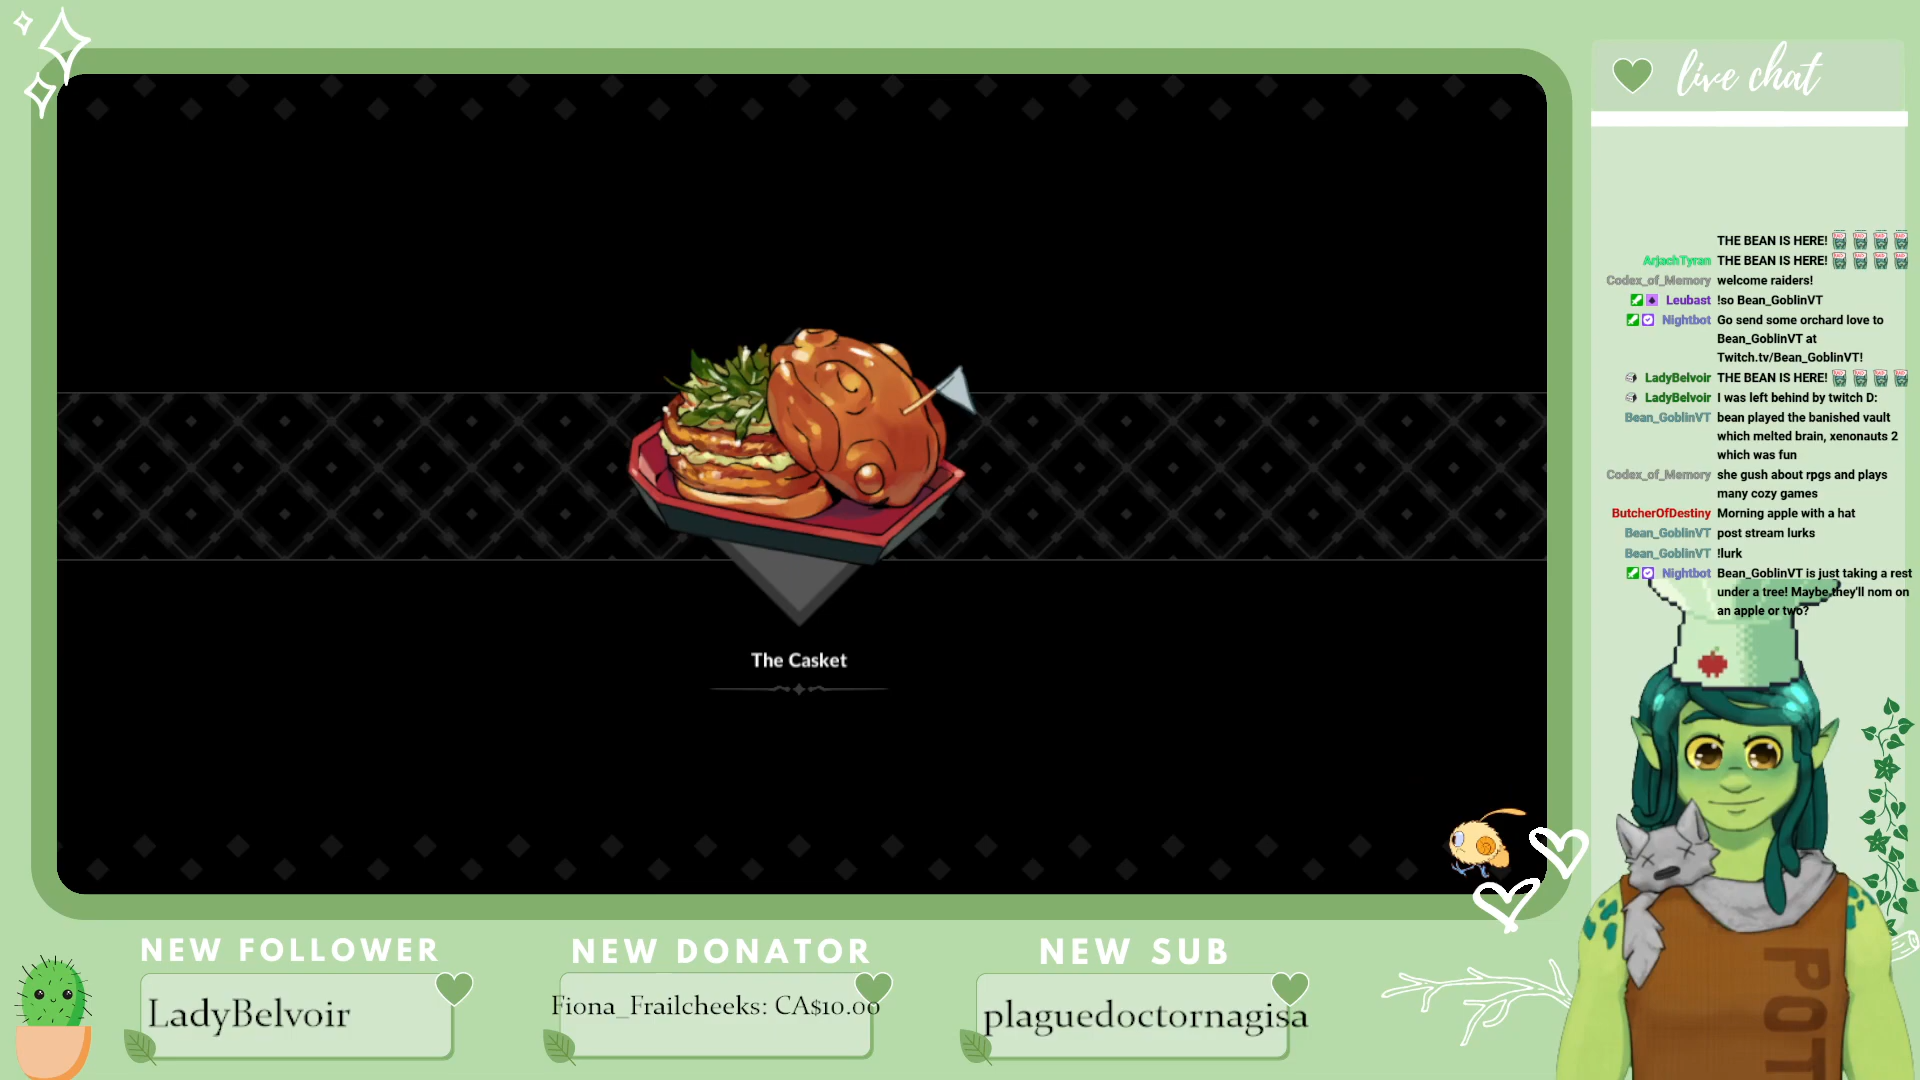 live chat
THE BEAN IS HERE!
ArjachTyran THE BEAN IS HERE!
Codex_of_Memory welcome raiders!
Leubast !so Bean_GoblinVT
Nightbot Go send some orchard love to
Bean_GoblinVT at
Twitch.tv/Bean_GoblinVT!
LadyBelvoir THE BEAN IS HERE!
LadyBelvoir I was left behind by twitch D:
Bean_GoblinVT bean played the banished vault
which melted brain, xenonauts 2
which was fun
Codex_of_Memory she gush about rpgs and plays
many cozy games
ButcherOfDestiny Morning apple with a hat
Bean_GoblinVT post stream lurks
Bean_GoblinVT !lurk
Nightbot Bean_GoblinVT is just taking a rest
under a tree! Maybe they'll nom on
an apple or two?
The Casket
NEW FOLLOWER
LadyBelvoir
NEW DONATOR
Fiona_Frailcheeks: CA$10.00
NEW SUB
plaguedoctornagisa
POT